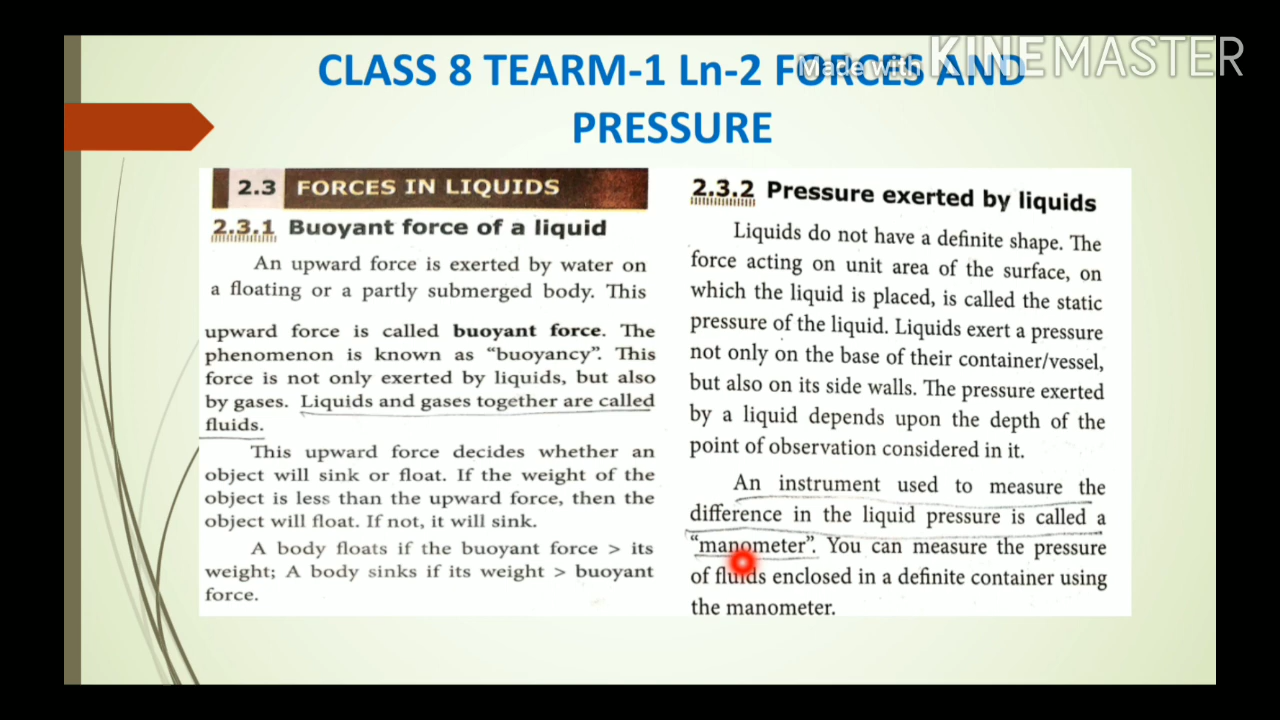 CLASS 8 TEARM-1 Ln-2 FORCES AND
PRESSURE
Made with KINEMASTER
2.3 FORCES IN LIQUIDS
2.3.1 Buoyant force of a liquid
An upward force is exerted by water on
a floating or a partly submerged body. This
upward force is called buoyant force. The
phenomenon is known as “buoyancy”. This
force is not only exerted by liquids, but also
by gases. Liquids and gases together are called
fluids.
This upward force decides whether an
object will sink or float. If the weight of the
object is less than the upward force, then the
object will float. If not, it will sink.
A body floats if the buoyant force > its
weight; A body sinks if its weight > buoyant
force.
2.3.2 Pressure exerted by liquids
Liquids do not have a definite shape. The
force acting on unit area of the surface, on
which the liquid is placed, is called the static
pressure of the liquid. Liquids exert a pressure
not only on the base of their container/vessel,
but also on its side walls. The pressure exerted
by a liquid depends upon the depth of the
point of observation considered in it.
An instrument used to measure the
difference in the liquid pressure is called a
“manometer”. You can measure the pressure
of fluids enclosed in a definite container using
the manometer.